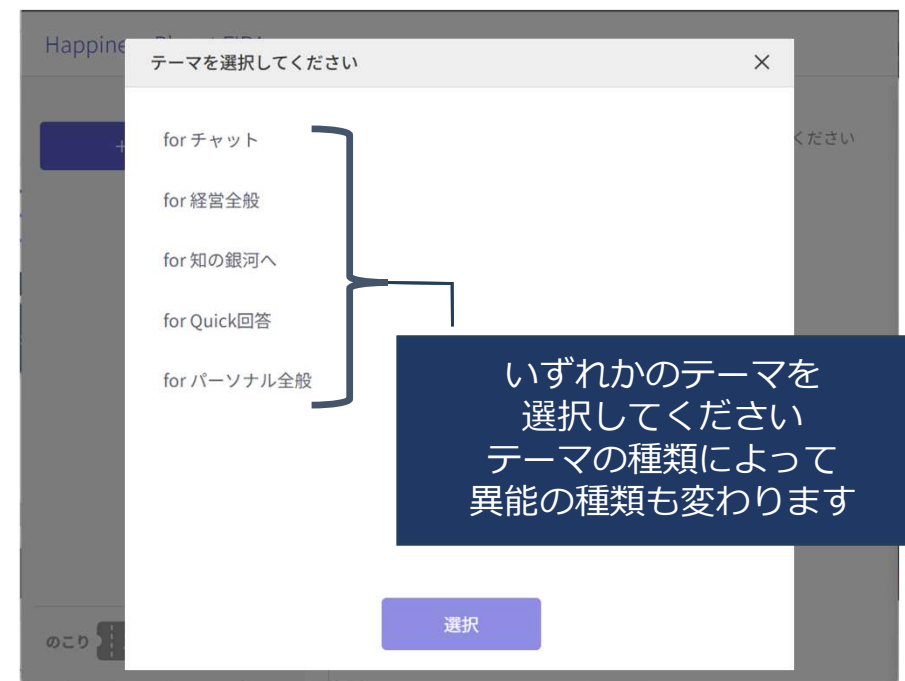 Happine
テーマを選択してください
ください
for チャット
for 経営全般
for 知の銀河へ
for Quick回答
for パーソナル全般
いずれかのテーマを
選択してください
テーマの種類によって
異能の種類も変わります
選択
のこり